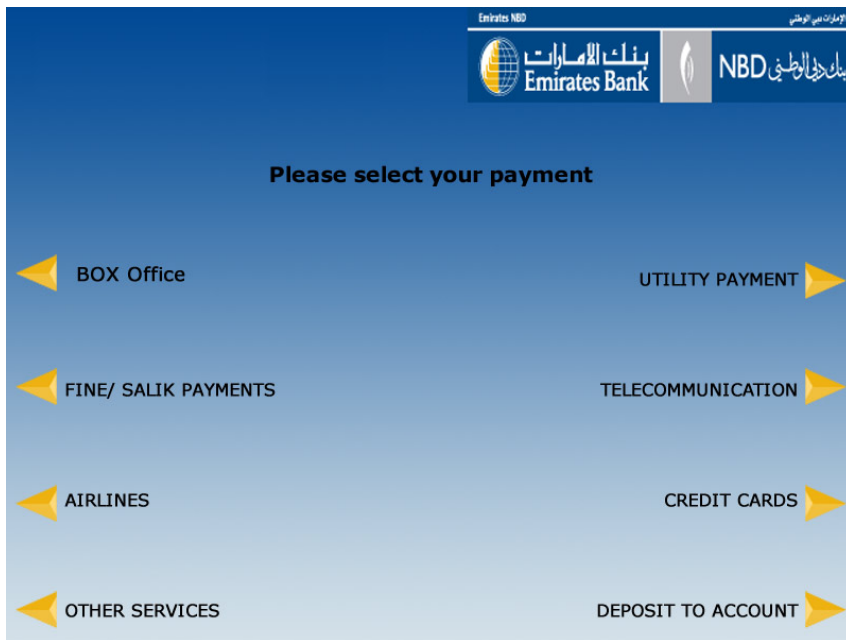 Emirates NBD
الإمارات دبي الوطني
بنك الامارات
Emirates Bank
NBD بنك دبي الوطني
Please select your payment
BOX Office
UTILITY PAYMENT
FINE/ SALIK PAYMENTS
TELECOMMUNICATION
AIRLINES
CREDIT CARDS
OTHER SERVICES
DEPOSIT TO ACCOUNT